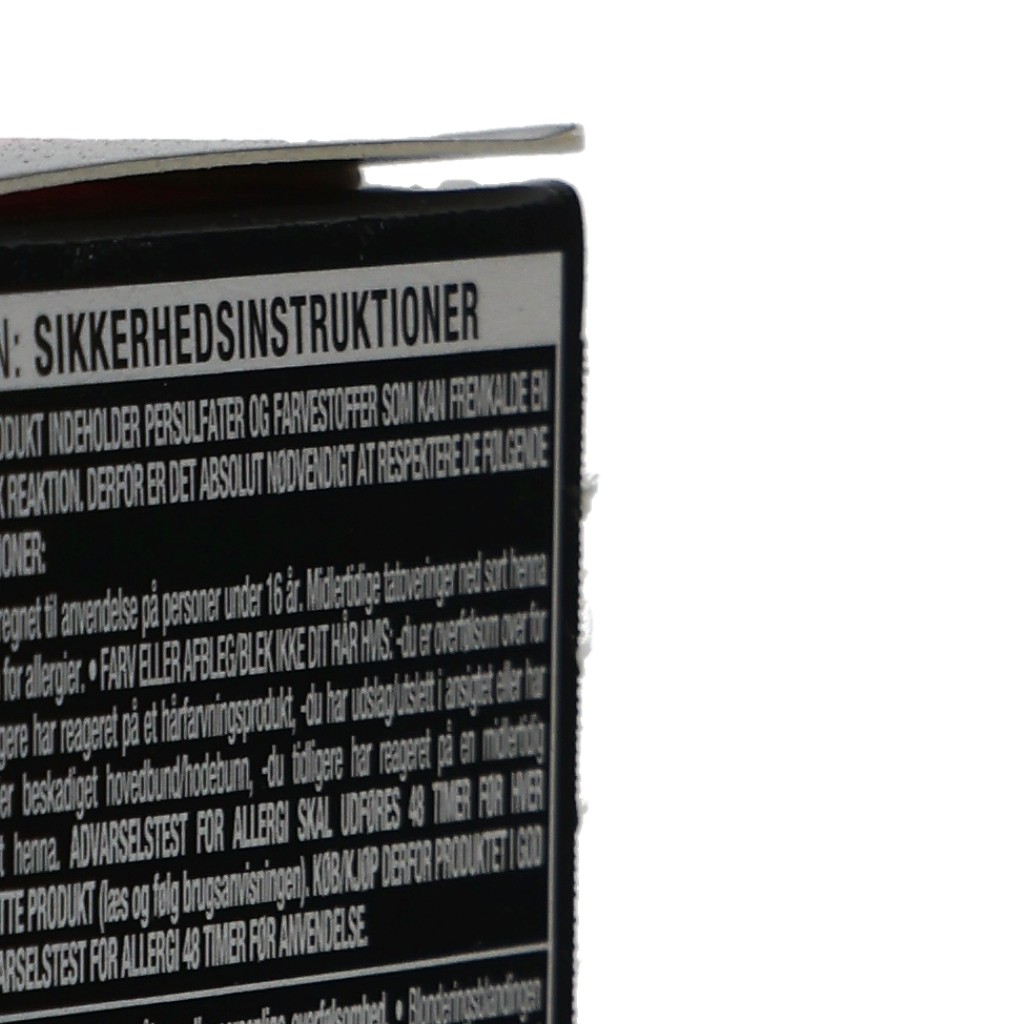 N: SIKKERHEDSINSTRUKTIONER
ODUKT INDEHOLDER PERSULFATER OG FARVESTOFFER SOM KAN FREMKALDE EN
K REAKTION. DERFOR ER DET ABSOLUT NØDVENDIGT AT RESPEKTERE DE FØLGENDE
IONER:
regnet til anvendelse på personer under 16 år. Midlertidige tatoveringer med sort henna
for allergier. • FARV ELLER AFBLEG/BLEK IKKE DIT HÅR HVIS: -du er overfølsom over for
gere har reageret på et hårfarvningsprodukt, -du har udslag/utslett i ansigtet eller har
er beskadiget hovedbund/hodebunn, -du tidligere har reageret på en midlertidig
t henna. ADVARSELSTEST FOR ALLERGI SKAL UDFØRES 48 TIMER FØR HVER
TTE PRODUKT (læs og følg brugsanvisningen). KØB/KJØP DERFOR PRODUKTET I GOD
ARSELSTEST FOR ALLERGI 48 TIMER FØR ANVENDELSE.
overfølsomhed. • Blonderingsblandingen